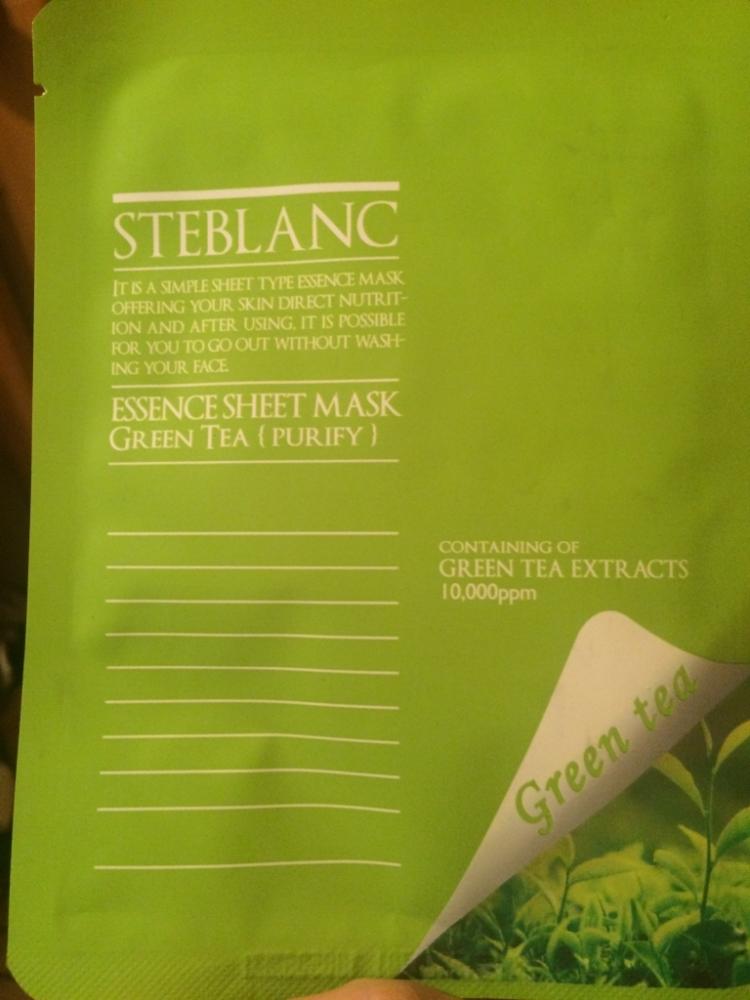 STEBLANC
IT IS A SIMPLE SHEET TYPE ESSENCE MASK
OFFERING YOUR SKIN DIRECT NUTRIT-
ION AND AFTER USING, IT IS POSSIBLE
FOR YOU TO GO OUT WITHOUT WASH-
ING YOUR FACE.
ESSENCE SHEET MASK
GREEN TEA { PURIFY }
CONTAINING OF
GREEN TEA EXTRACTS
10,000ppm
Green tea